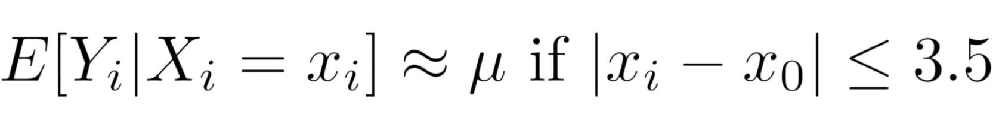 E[Y_i|X_i = x_i] ≈ μ if |x_i − x_0| ≤ 3.5